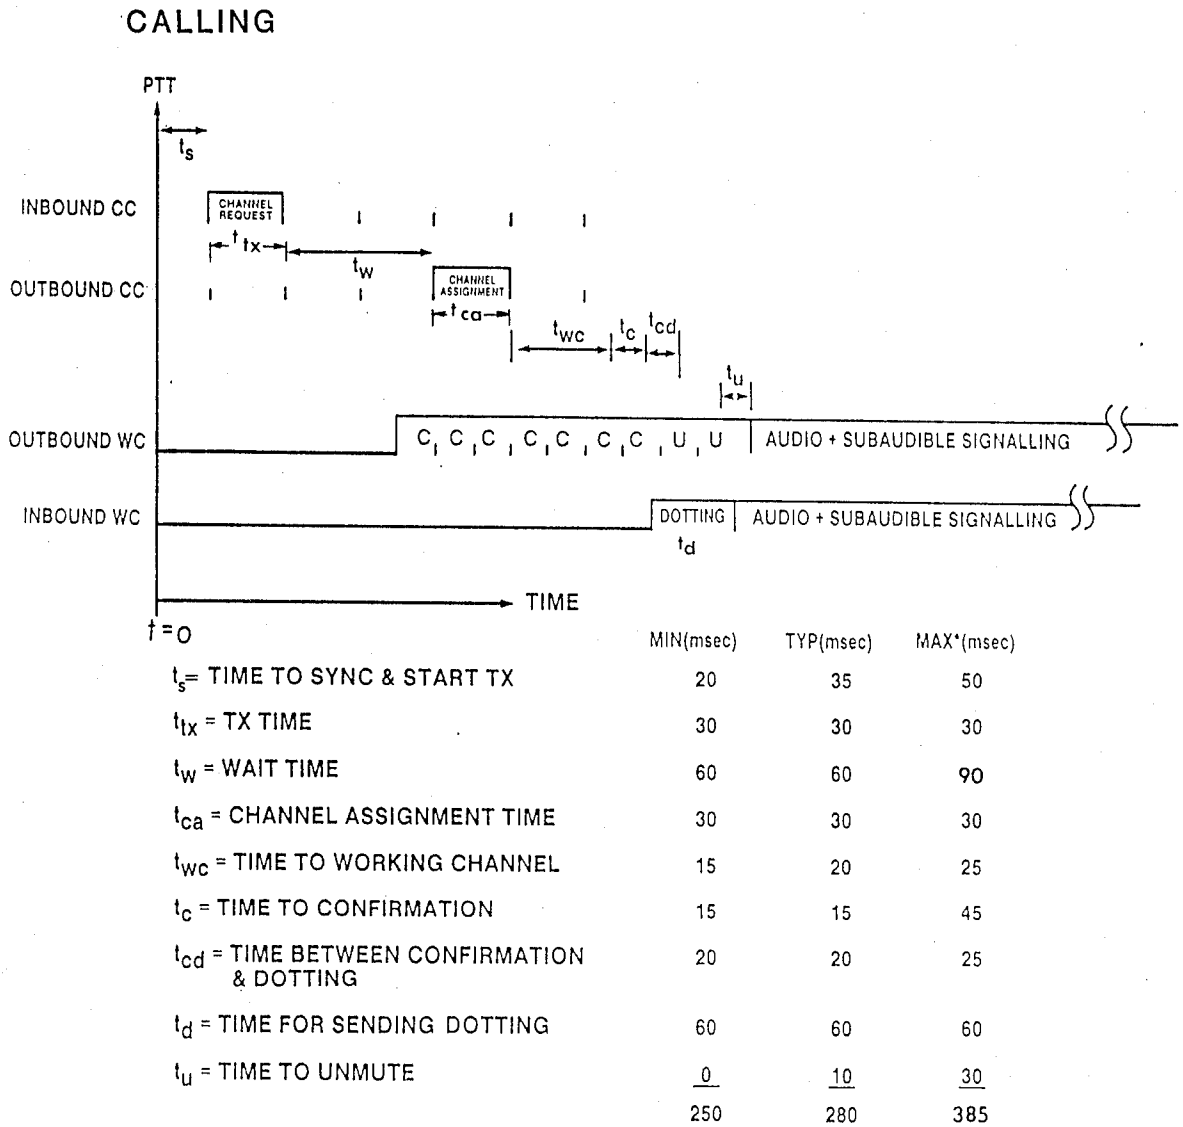 CALLING
PTT
ts
INBOUND CC
CHANNEL
REQUEST
ttx
tw
OUTBOUND CC
CHANNEL
ASSIGNMENT
tca
twc
tc
tcd
tu
OUTBOUND WC
C C C C C C C U U AUDIO + SUBAUDIBLE SIGNALLING
INBOUND WC
DOTTING AUDIO + SUBAUDIBLE SIGNALLING
td
TIME
t=0
MIN(msec) TYP(msec) MAX*(msec)
ts= TIME TO SYNC & START TX 20 35 50
ttx = TX TIME 30 30 30
tw = WAIT TIME 60 60 90
tca = CHANNEL ASSIGNMENT TIME 30 30 30
twc = TIME TO WORKING CHANNEL 15 20 25
tc = TIME TO CONFIRMATION 15 15 45
tcd = TIME BETWEEN CONFIRMATION 20 20 25
& DOTTING
td = TIME FOR SENDING DOTTING 60 60 60
tu = TIME TO UNMUTE 0 10 30
250 280 385